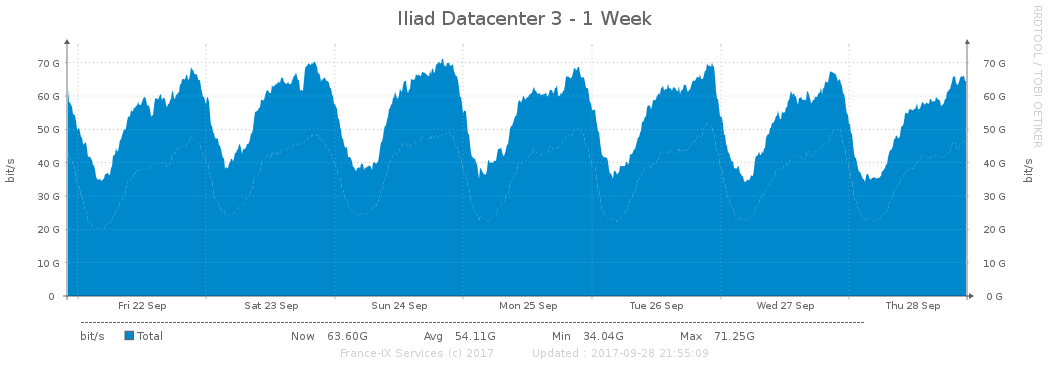 Iliad Datacenter 3 - 1 Week
RRDTOOL / TOBI OETIKER
bit/s
bit/s
70 G 70 G
60 G 60 G
50 G 50 G
40 G 40 G
30 G 30 G
20 G 20 G
10 G 10 G
0 0 G
Fri 22 Sep Sat 23 Sep Sun 24 Sep Mon 25 Sep Tue 26 Sep Wed 27 Sep Thu 28 Sep
bit/s Total Now 63.60G Avg 54.11G Min 34.04G Max 71.25G
France-IX Services (c) 2017 Updated : 2017-09-28 21:55:09